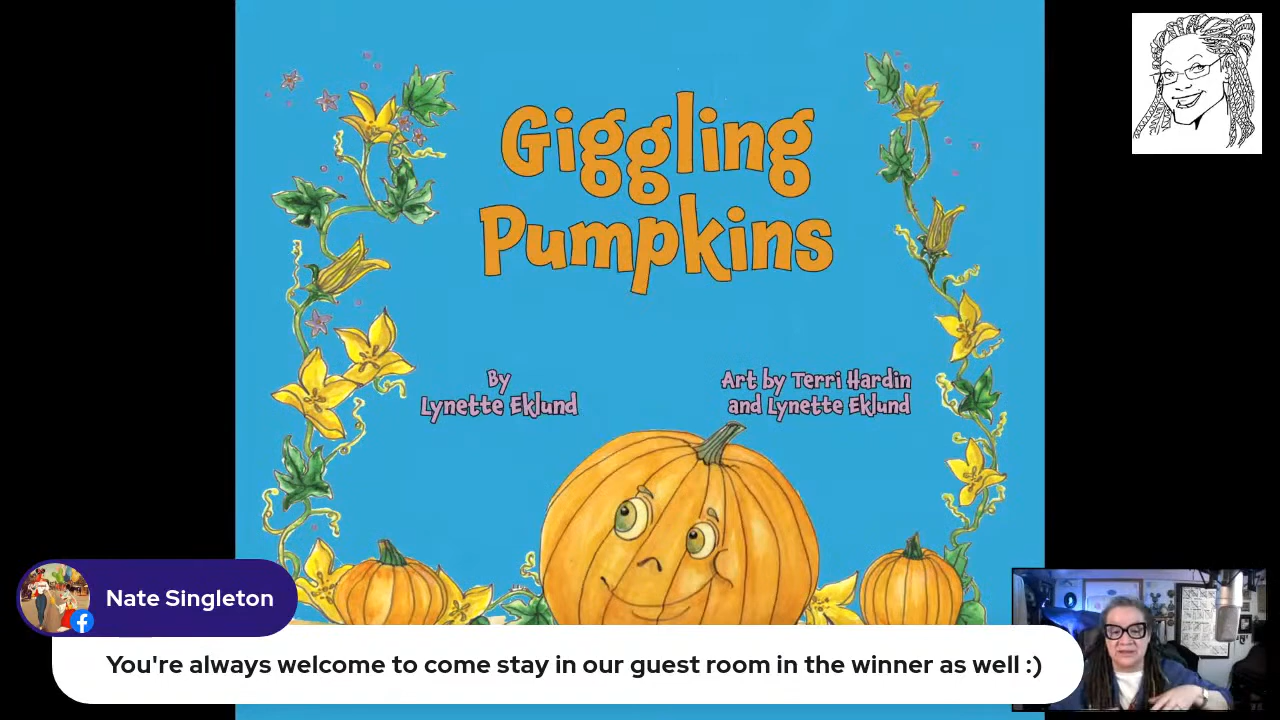 Giggling
Pumpkins
By
Lynette Eklund
Art by Terri Hardin
and Lynette Eklund
Nate Singleton
You're always welcome to come stay in our guest room in the winner as well :)